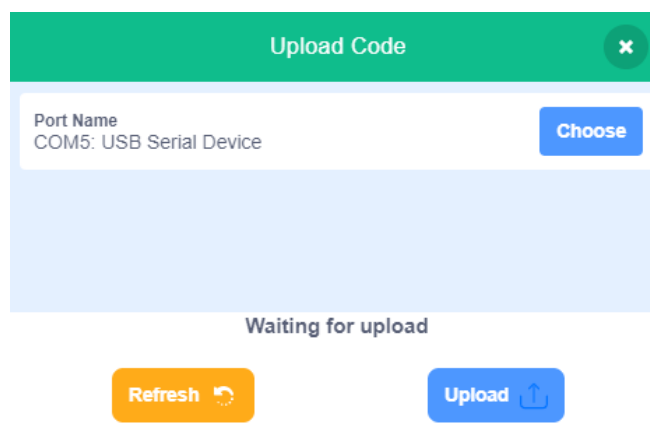 Upload Code
Port Name
COM5: USB Serial Device
Choose
Waiting for upload
Refresh
Upload